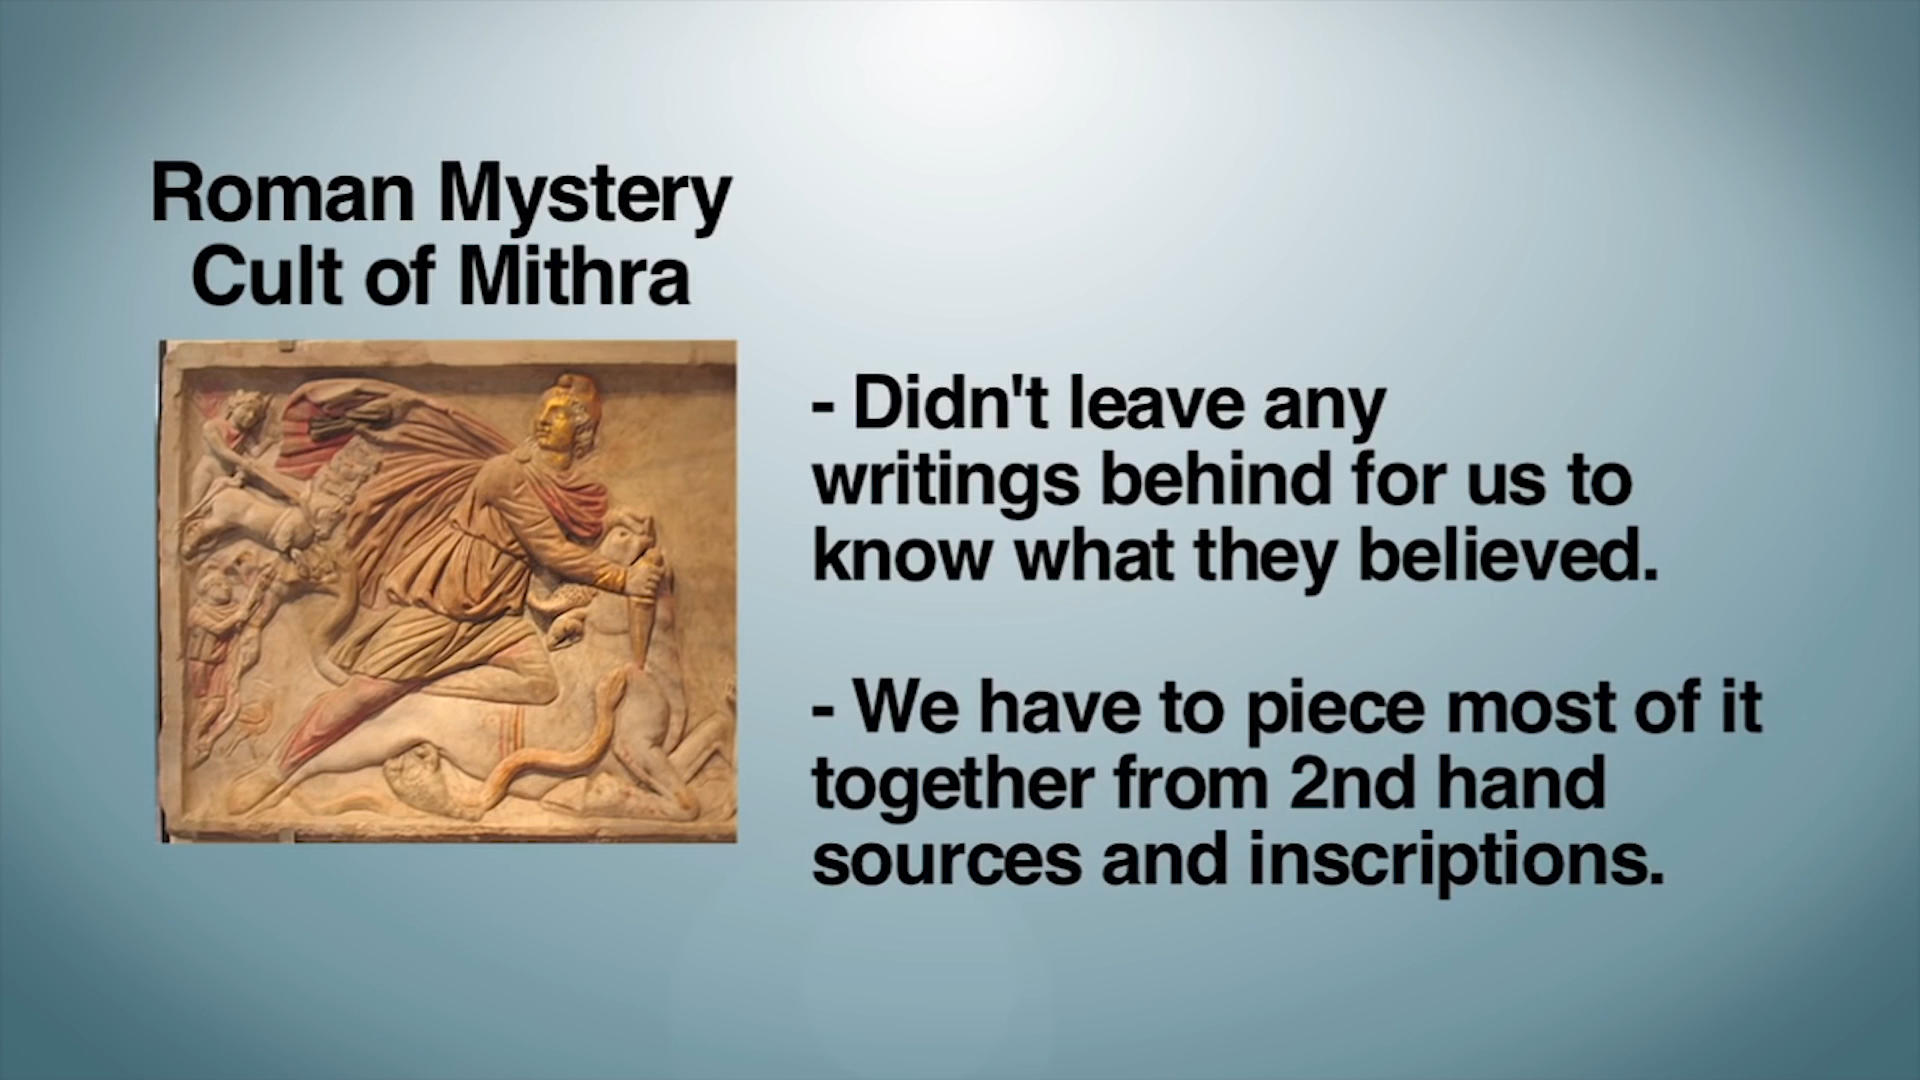 Roman Mystery
Cult of Mithra
- Didn't leave any
writings behind for us to
know what they believed.
- We have to piece most of it
together from 2nd hand
sources and inscriptions.